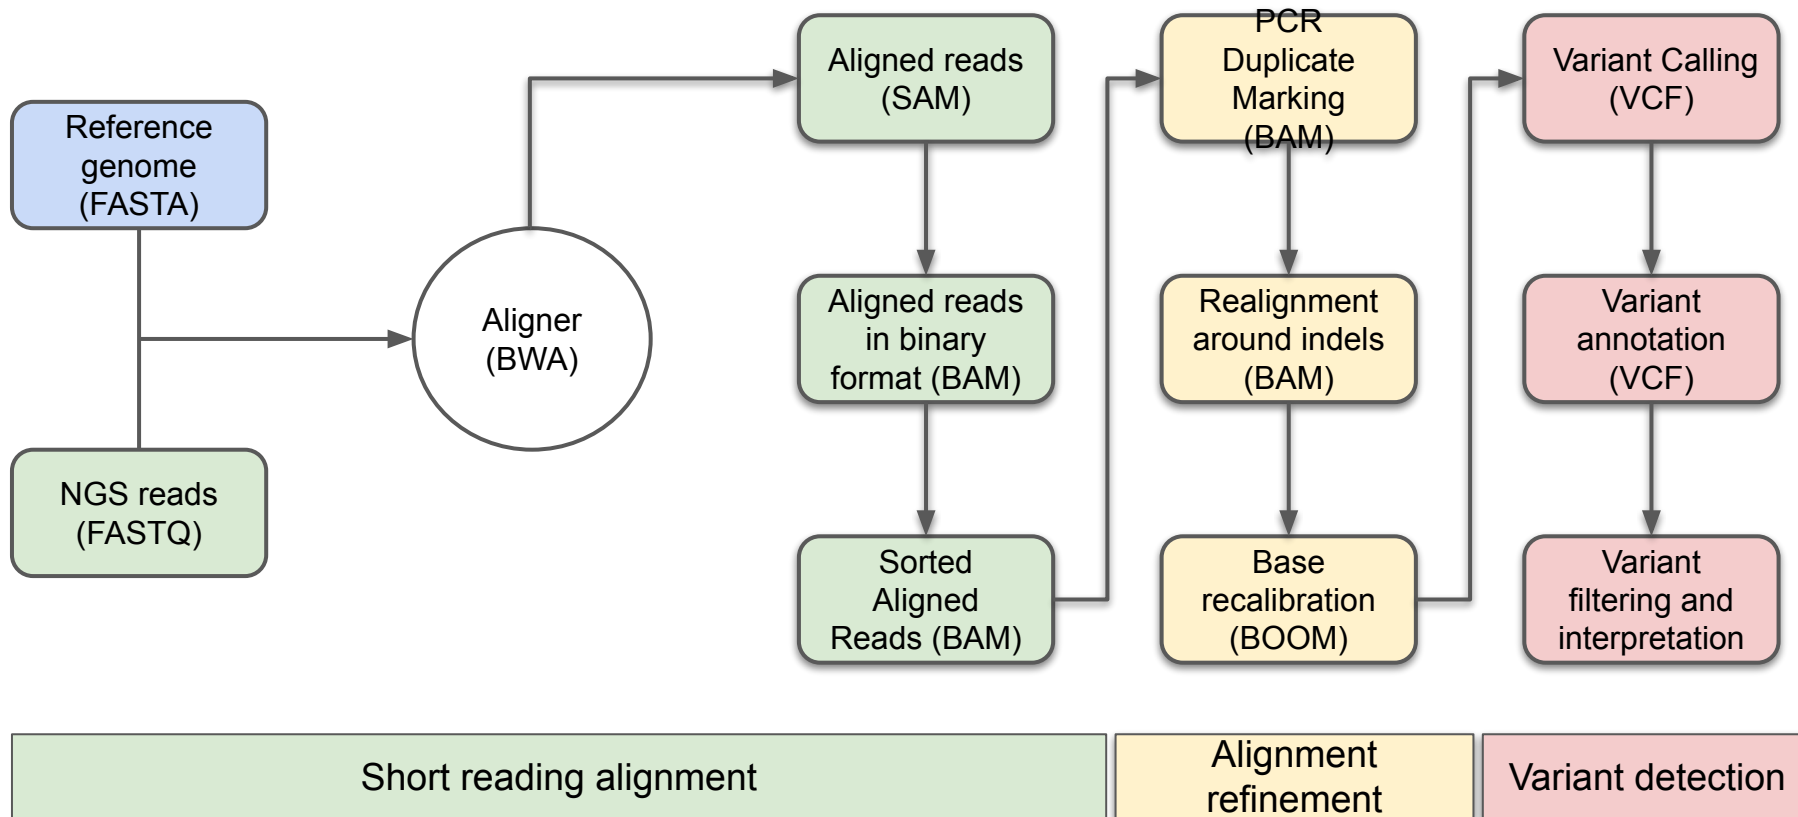 Reference
genome
(FASTA)
NGS reads
(FASTQ)
Aligner
(BWA)
Aligned reads
(SAM)
Aligned reads
in binary
format (BAM)
Sorted
Aligned
Reads (BAM)
PCR
Duplicate
Marking
(BAM)
Realignment
around indels
(BAM)
Base
recalibration
(BOOM)
Variant Calling
(VCF)
Variant
annotation
(VCF)
Variant
filtering and
interpretation
Short reading alignment
Alignment
refinement
Variant detection